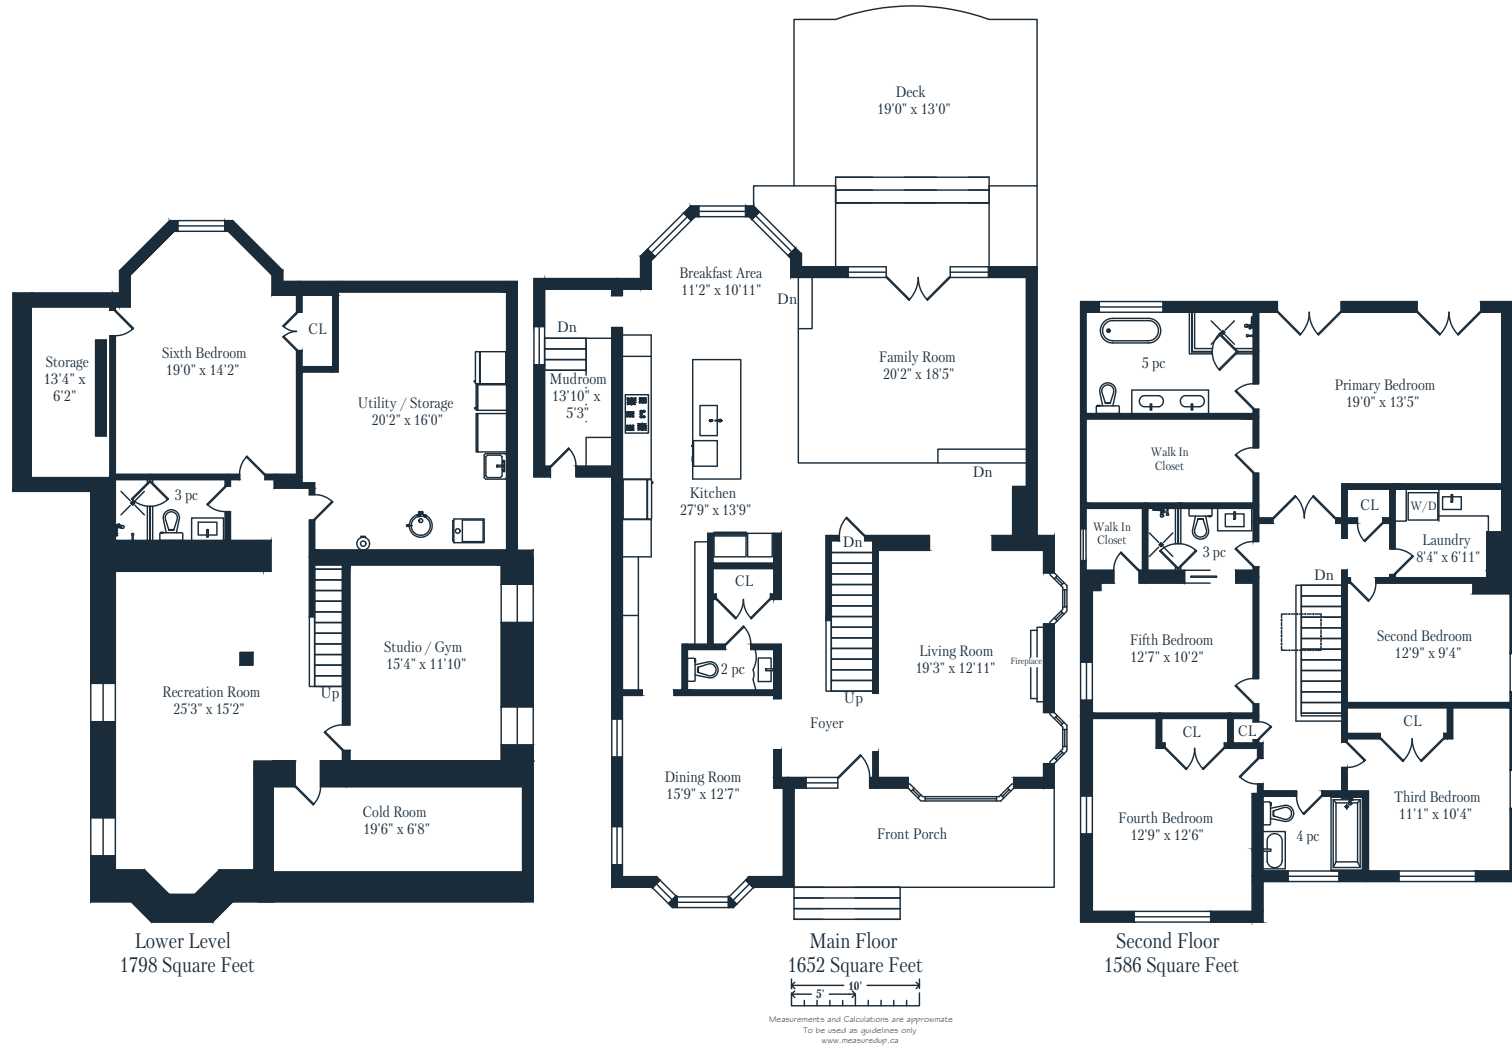 Storage
13'4" x
6'2"
Sixth Bedroom
19'0" x 14'2"
CL
Utility / Storage
20'2" x 16'0"
3 pc
Up
Studio / Gym
15'4" x 11'10"
Recreation Room
25'3" x 15'2"
Cold Room
19'6" x 6'8"
Lower Level
1798 Square Feet
Deck
19'0" x 13'0"
Breakfast Area
11'2" x 10'11"
Dn
Dn
Mudroom
13'10" x
5'3"
Family Room
20'2" x 18'5"
Dn
Kitchen
27'9" x 13'9"
Dn
CL
2 pc
Living Room
19'3" x 12'11"
Fireplace
Up
Foyer
Dining Room
15'9" x 12'7"
Front Porch
Main Floor
1652 Square Feet
10'
5'
Measurements and Calculations are approximate
To be used as guidelines only
www.measuredup.ca
5 pc
Primary Bedroom
19'0" x 13'5"
Walk In
Closet
Walk In
Closet
3 pc
CL
W/D
Laundry
8'4" x 6'11"
Dn
Fifth Bedroom
12'7" x 10'2"
Second Bedroom
12'9" x 9'4"
CL
CL
CL
Fourth Bedroom
12'9" x 12'6"
Third Bedroom
11'1" x 10'4"
4 pc
Second Floor
1586 Square Feet